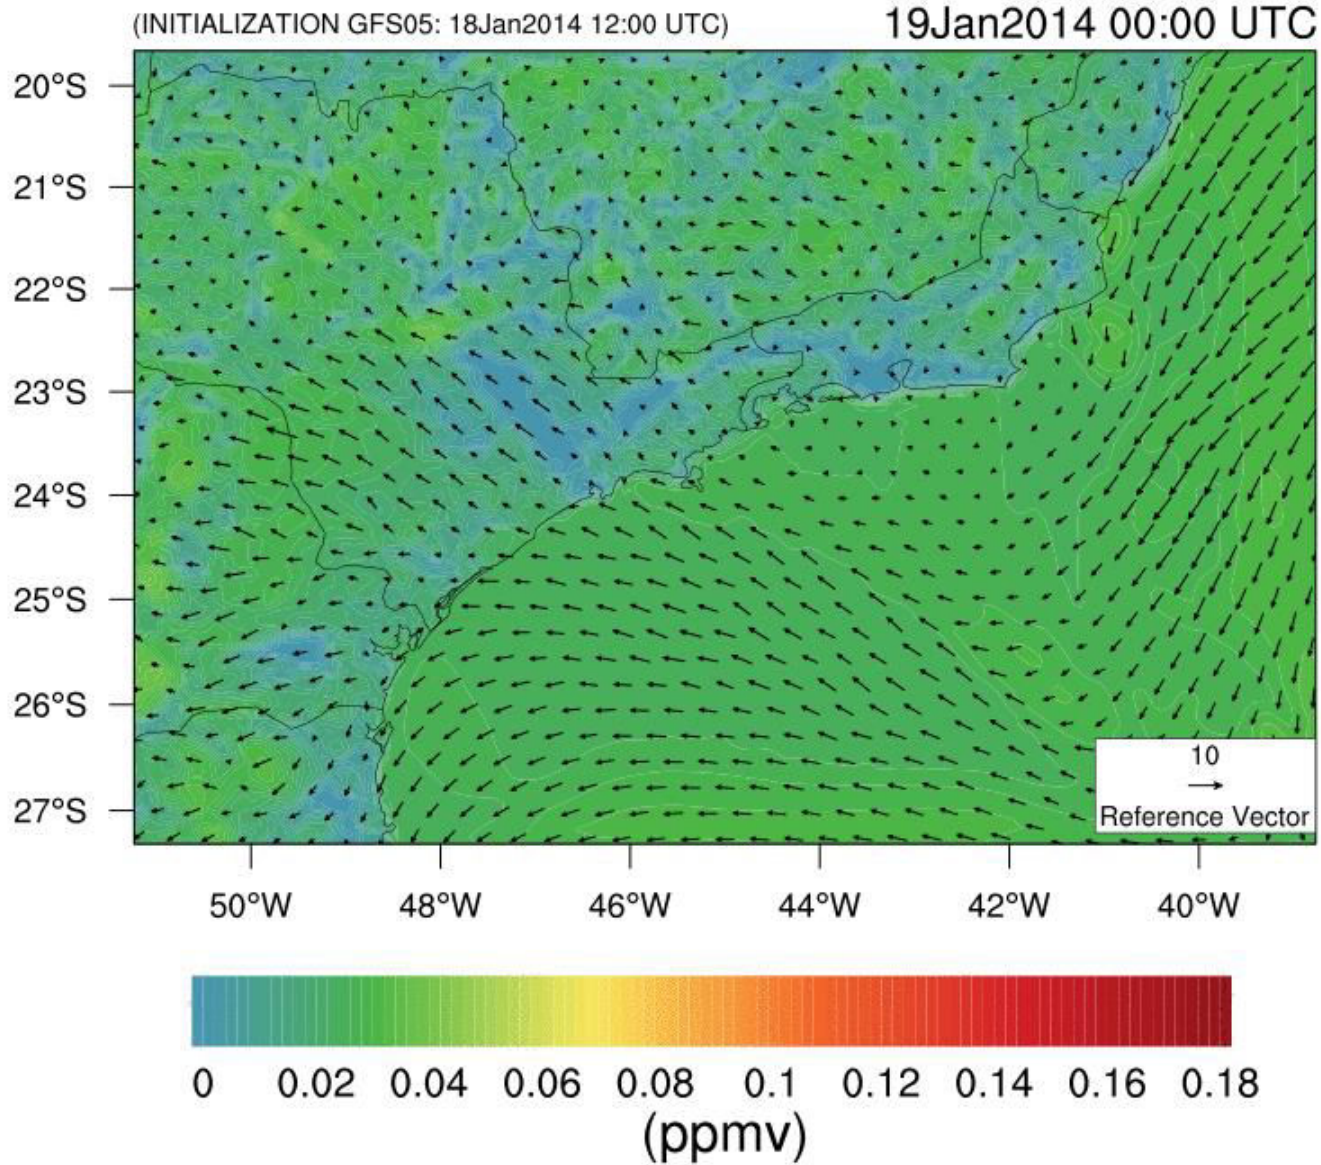 (INITIALIZATION GFS05: 18Jan2014 12:00 UTC) 19Jan2014 00:00 UTC
20°S
21°S
22°S
23°S
24°S
25°S
26°S
27°S
10
Reference Vector
50°W 48°W 46°W 44°W 42°W 40°W
0 0.02 0.04 0.06 0.08 0.1 0.12 0.14 0.16 0.18
(ppmv)